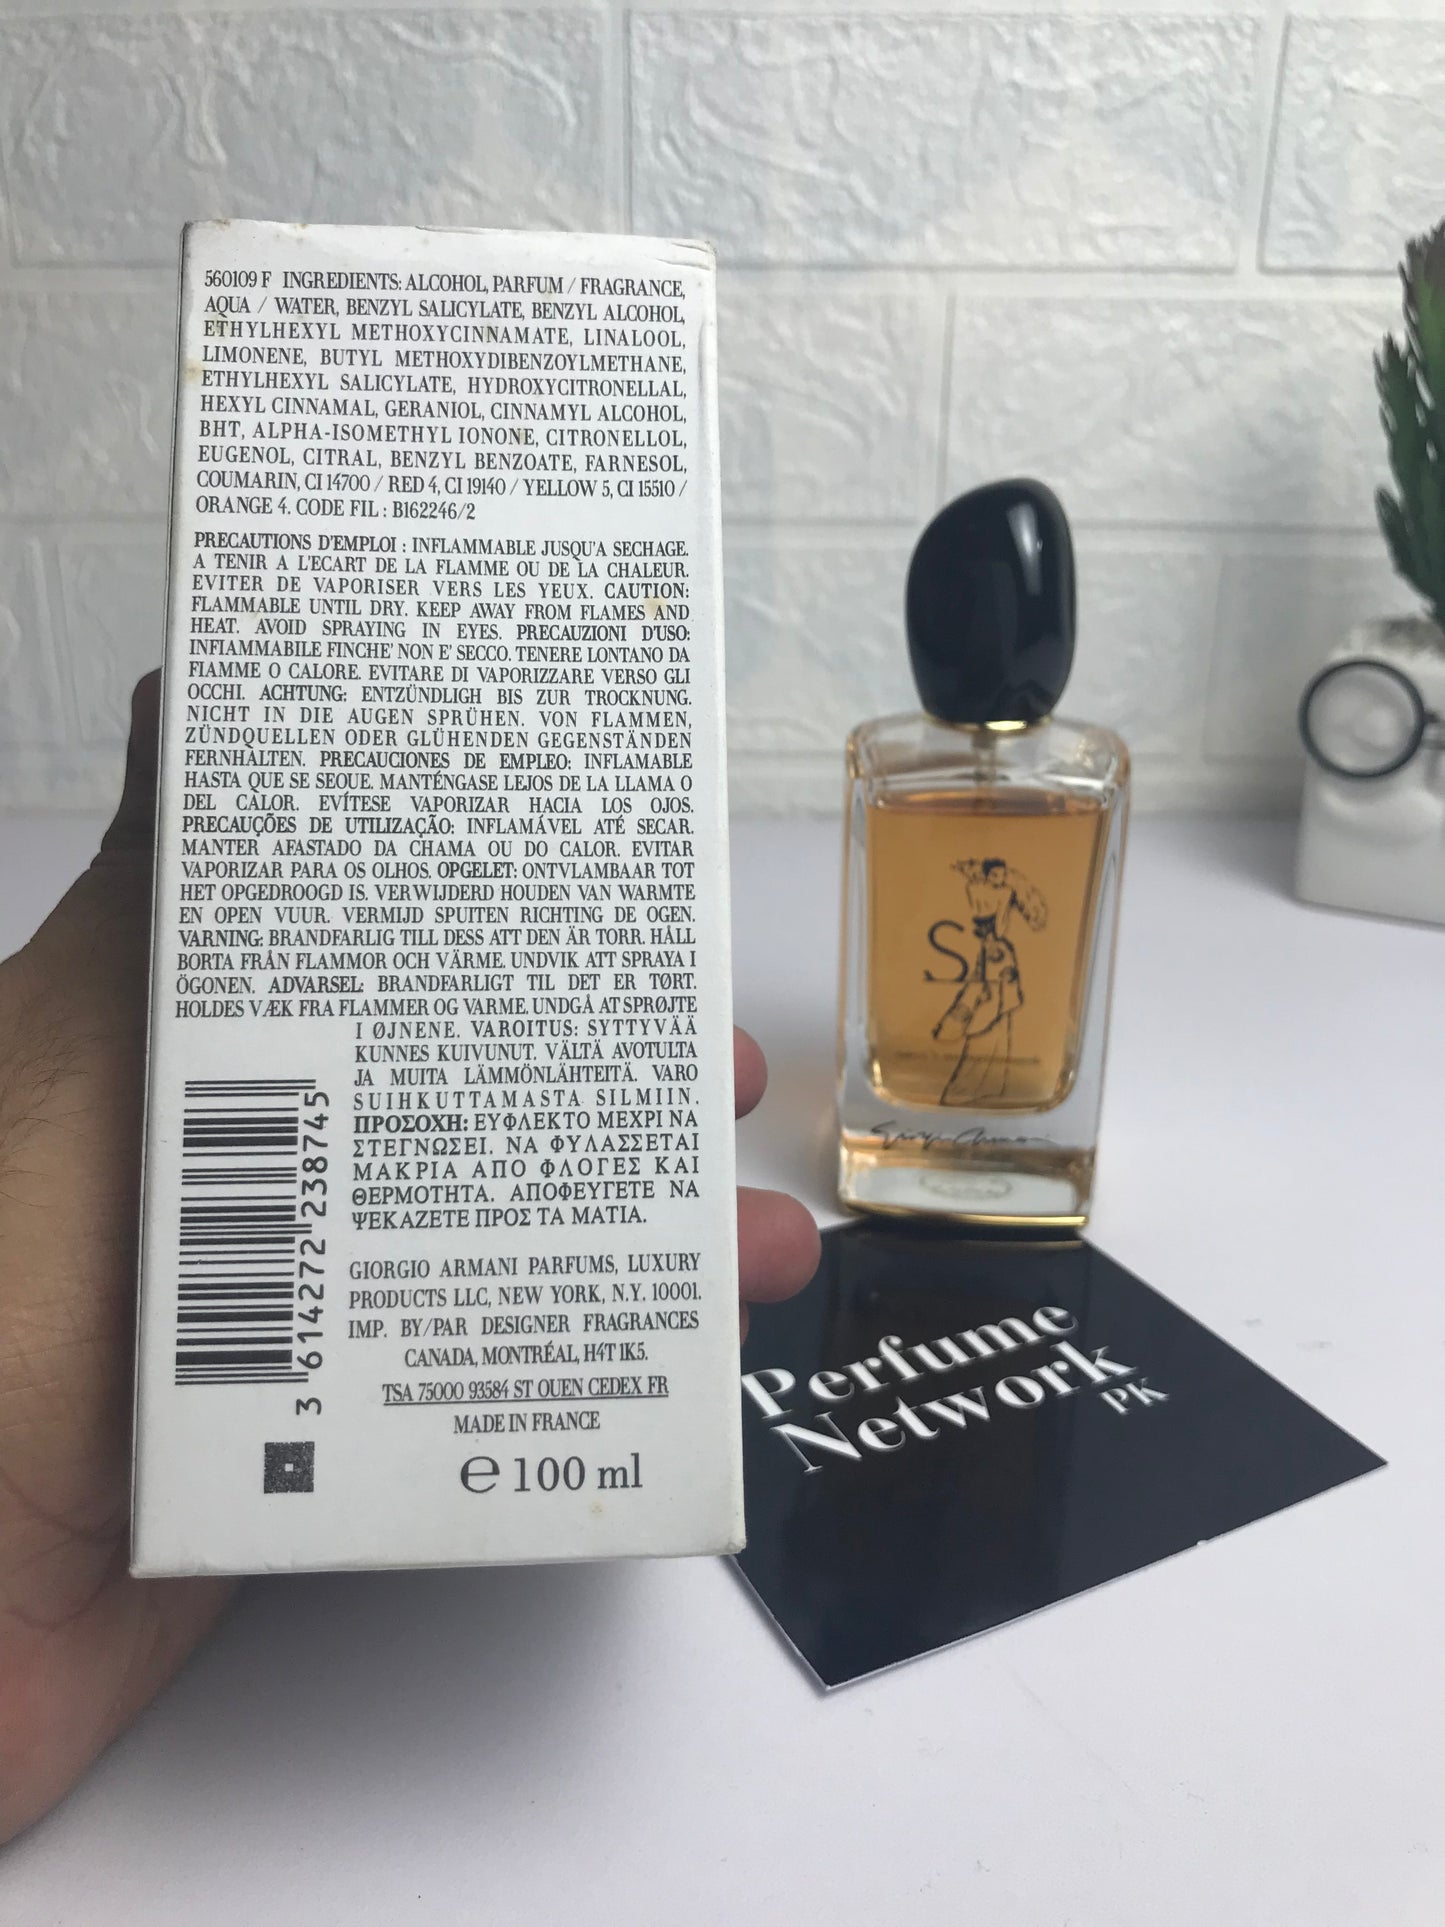 560109 F INGREDIENTS: ALCOHOL, PARFUM / FRAGRANCE,
AQUA / WATER, BENZYL SALICYLATE, BENZYL ALCOHOL,
ETHYLHEXYL METHOXYCINNAMATE, LINALOOL,
LIMONENE, BUTYL METHOXYDIBENZOYLMETHANE,
ETHYLHEXYL SALICYLATE, HYDROXYCITRONELLAL,
HEXYL CINNAMAL, GERANIOL, CINNAMYL ALCOHOL,
BHT, ALPHA-ISOMETHYL IONONE, CITRONELLOL,
EUGENOL, CITRAL, BENZYL BENZOATE, FARNESOL,
COUMARIN, CI 14700 / RED 4, CI 19140 / YELLOW 5, CI 15510 /
ORANGE 4. CODE FIL : B162246/2
PRECAUTIONS D'EMPLOI : INFLAMMABLE JUSQU'A SECHAGE.
A TENIR A L'ECART DE LA FLAMME OU DE LA CHALEUR.
EVITER DE VAPORISER VERS LES YEUX. CAUTION:
FLAMMABLE UNTIL DRY. KEEP AWAY FROM FLAMES AND
HEAT. AVOID SPRAYING IN EYES. PRECAUZIONI D'USO:
INFIAMMABILE FINCHE' NON E' SECCO. TENERE LONTANO DA
FIAMME O CALORE. EVITARE DI VAPORIZZARE VERSO GLI
OCCHI. ACHTUNG: ENTZÜNDLIGH BIS ZUR TROCKNUNG.
NICHT IN DIE AUGEN SPRÜHEN. VON FLAMMEN,
ZÜNDQUELLEN ODER GLÜHENDEN GEGENSTÄNDEN
FERNHALTEN. PRECAUCIONES DE EMPLEO: INFLAMABLE
HASTA QUE SE SEQUE. MANTÉNGASE LEJOS DE LA LLAMA O
DEL CALOR. EVÍTESE VAPORIZAR HACIA LOS OJOS.
PRECAUÇÕES DE UTILIZAÇÃO: INFLAMÁVEL ATÉ SECAR.
MANTER AFASTADO DA CHAMA OU DO CALOR. EVITAR
VAPORIZAR PARA OS OLHOS. OPGELET: ONTVLAMBAAR TOT
HET OPGEDROOGD IS. VERWIJDERD HOUDEN VAN WARMTE
EN OPEN VUUR. VERMIJD SPUITEN RICHTING DE OGEN.
VARNING: BRANDFARLIG TILL DESS ATT DEN ÄR TORR. HÅLL
BORTA FRÅN FLAMMOR OCH VÄRME. UNDVIK ATT SPRAYA I
ÖGONEN. ADVARSEL: BRANDFARLIGT TIL DET ER TØRT.
HOLDES VÆK FRA FLAMMER OG VARME. UNDGÅ AT SPRØJTE
I ØJNENE. VAROITUS: SYTTYVÄÄ
KUNNES KUIVUNUT. VÄLTÄ AVOTULTA
JA MUITA LÄMMÖNLÄHTEITÄ. VARO
SUIHKUTTAMASTA SILMIIN.
ΠΡΟΣΟΧΗ: ΕΥΦΛΕΚΤΟ ΜΕΧΡΙ ΝΑ
ΣΤΕΓΝΩΣΕΙ. ΝΑ ΦΥΛΑΣΣΕΤΑΙ
ΜΑΚΡΙΑ ΑΠΟ ΦΛΟΓΕΣ ΚΑΙ
ΘΕΡΜΟΤΗΤΑ. ΑΠΟΦΕΥΓΕΤΕ ΝΑ
ΨΕΚΑΖΕΤΕ ΠΡΟΣ ΤΑ ΜΑΤΙΑ.
3 614272 238745
GIORGIO ARMANI PARFUMS, LUXURY
PRODUCTS LLC, NEW YORK, N.Y. 10001.
IMP. BY/PAR DESIGNER FRAGRANCES
CANADA, MONTRÉAL, H4T 1K5.
TSA 75000 93584 ST OUEN CEDEX FR
MADE IN FRANCE
℮ 100 ml
Sì
Giorgio Armani
Perfume
Network
PK